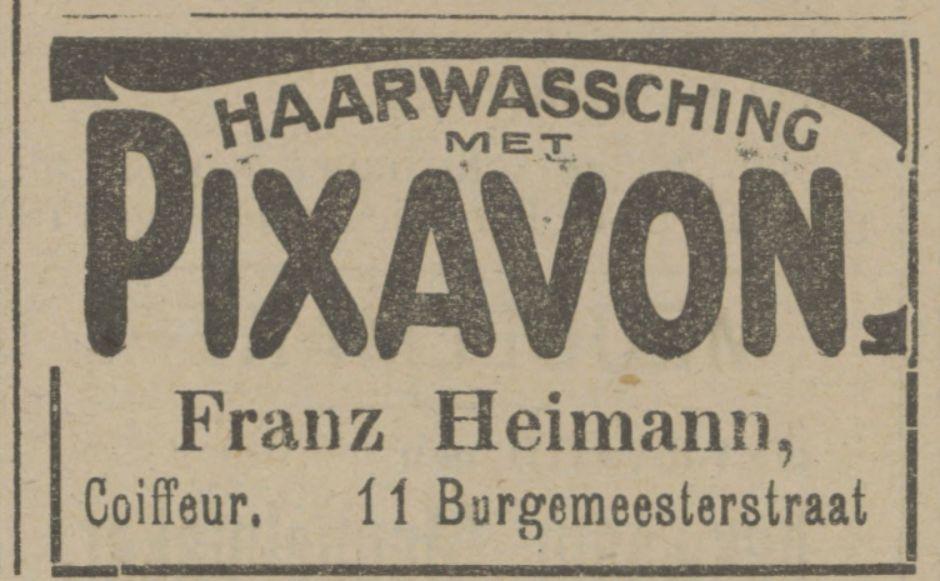 HAARWASSCHING
MET
PIXAVON.
Franz Heimann,
Coiffeur. 11 Burgemeesterstraat